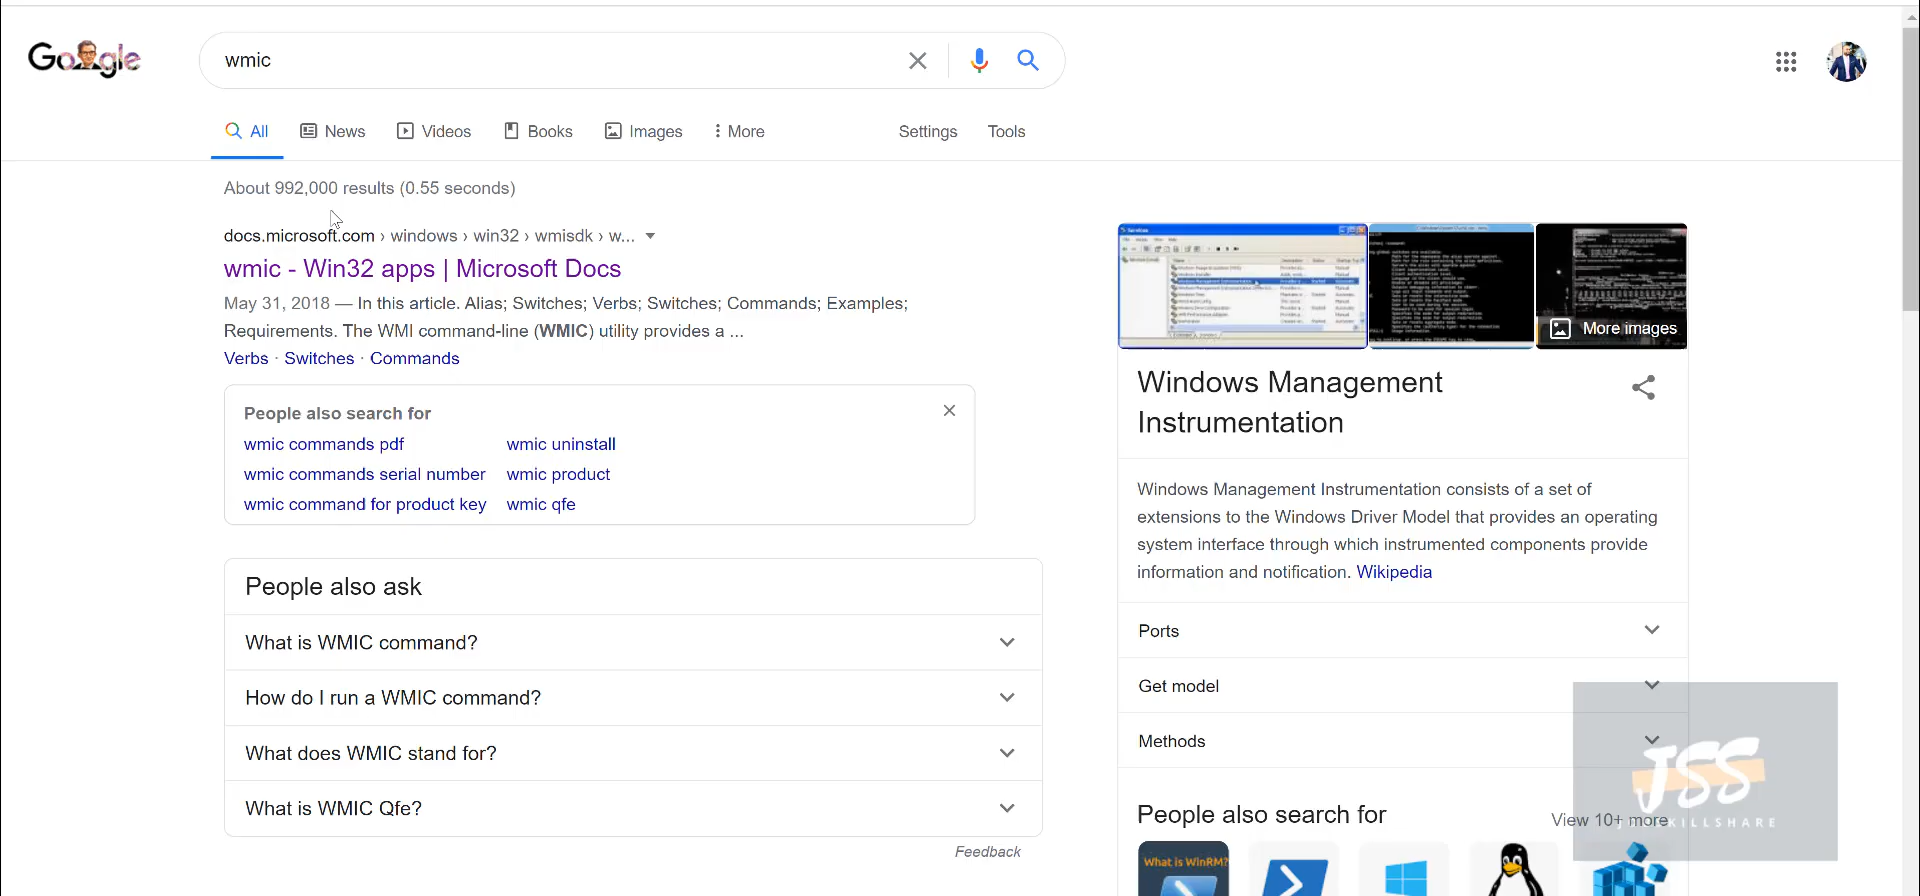 Google
wmic
All
News
Videos
Books
Images
More
Settings
Tools
About 992,000 results (0.55 seconds)
docs.microsoft.com › windows › win32 › wmisdk › w...
wmic - Win32 apps | Microsoft Docs
May 31, 2018 — In this article. Alias; Switches; Verbs; Switches; Commands; Examples;
Requirements. The WMI command-line (WMIC) utility provides a ...
Verbs · Switches · Commands
People also search for
wmic commands pdf
wmic uninstall
wmic commands serial number
wmic product
wmic command for product key
wmic qfe
People also ask
What is WMIC command?
How do I run a WMIC command?
What does WMIC stand for?
What is WMIC Qfe?
Feedback
More images
Windows Management
Instrumentation
Windows Management Instrumentation consists of a set of
extensions to the Windows Driver Model that provides an operating
system interface through which instrumented components provide
information and notification. Wikipedia
Ports
Get model
Methods
People also search for
View 10+ more
What is WinRM?
JSS